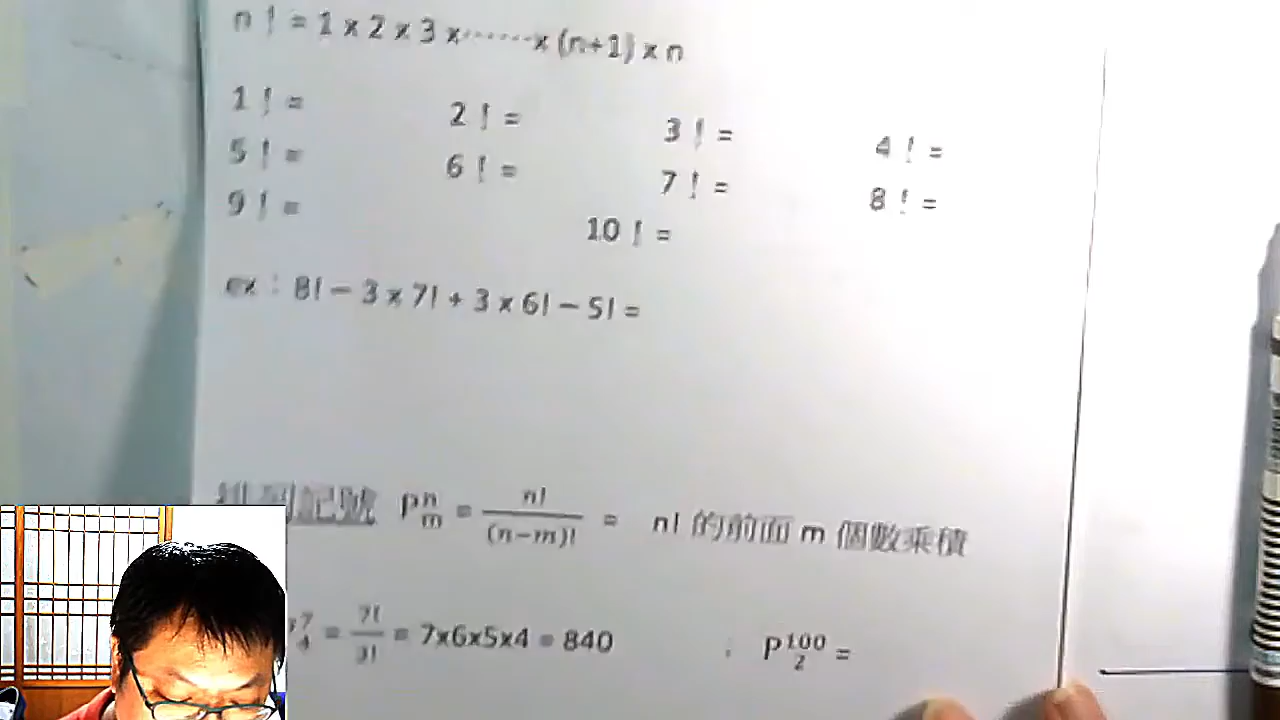 n ! = 1 x 2 x 3 x⋯⋯x (n+1) x n
1 ! = 2 ! = 3 ! = 4 ! =
5 ! = 6 ! = 7 ! = 8 ! =
9 ! = 10 ! =
ex : 8! − 3 x 7! + 3 x 6! − 5! =
排列記號 P^n_m = n!/(n−m)! = n! 的前面 m 個數乘積
^7_4 = 7!/3! = 7x6x5x4 = 840 ; P^100_2 =